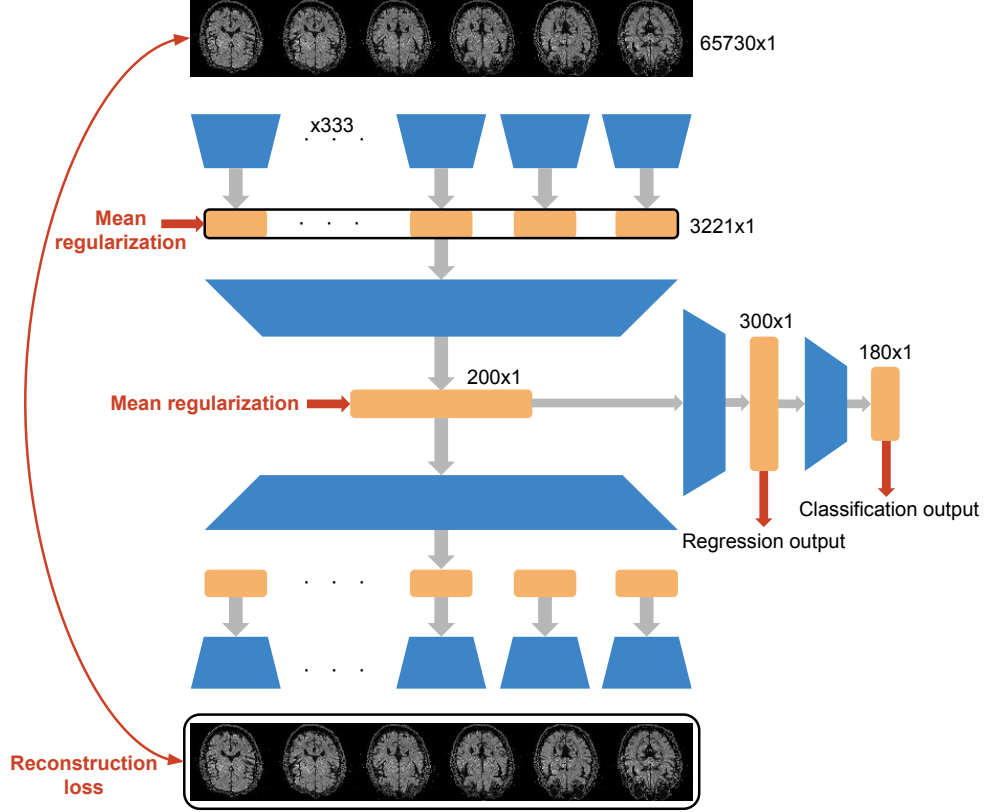 65730x1
x333
. . .
Mean
regularization
. . .
3221x1
300x1
180x1
200x1
Mean regularization
Classification output
Regression output
. . .
. . .
Reconstruction
loss